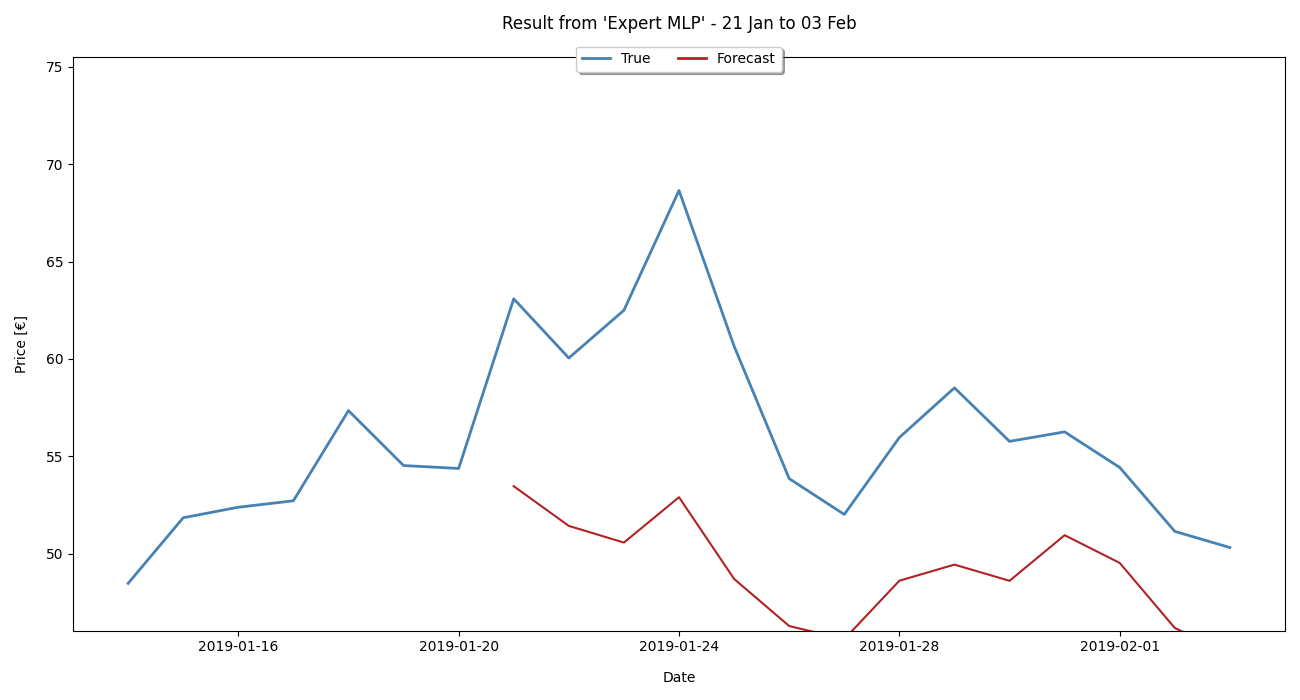 Result from 'Expert MLP' - 21 Jan to 03 Feb
True Forecast
75
70
65
60
55
50
Price [€]
2019-01-16 2019-01-20 2019-01-24 2019-01-28 2019-02-01
Date